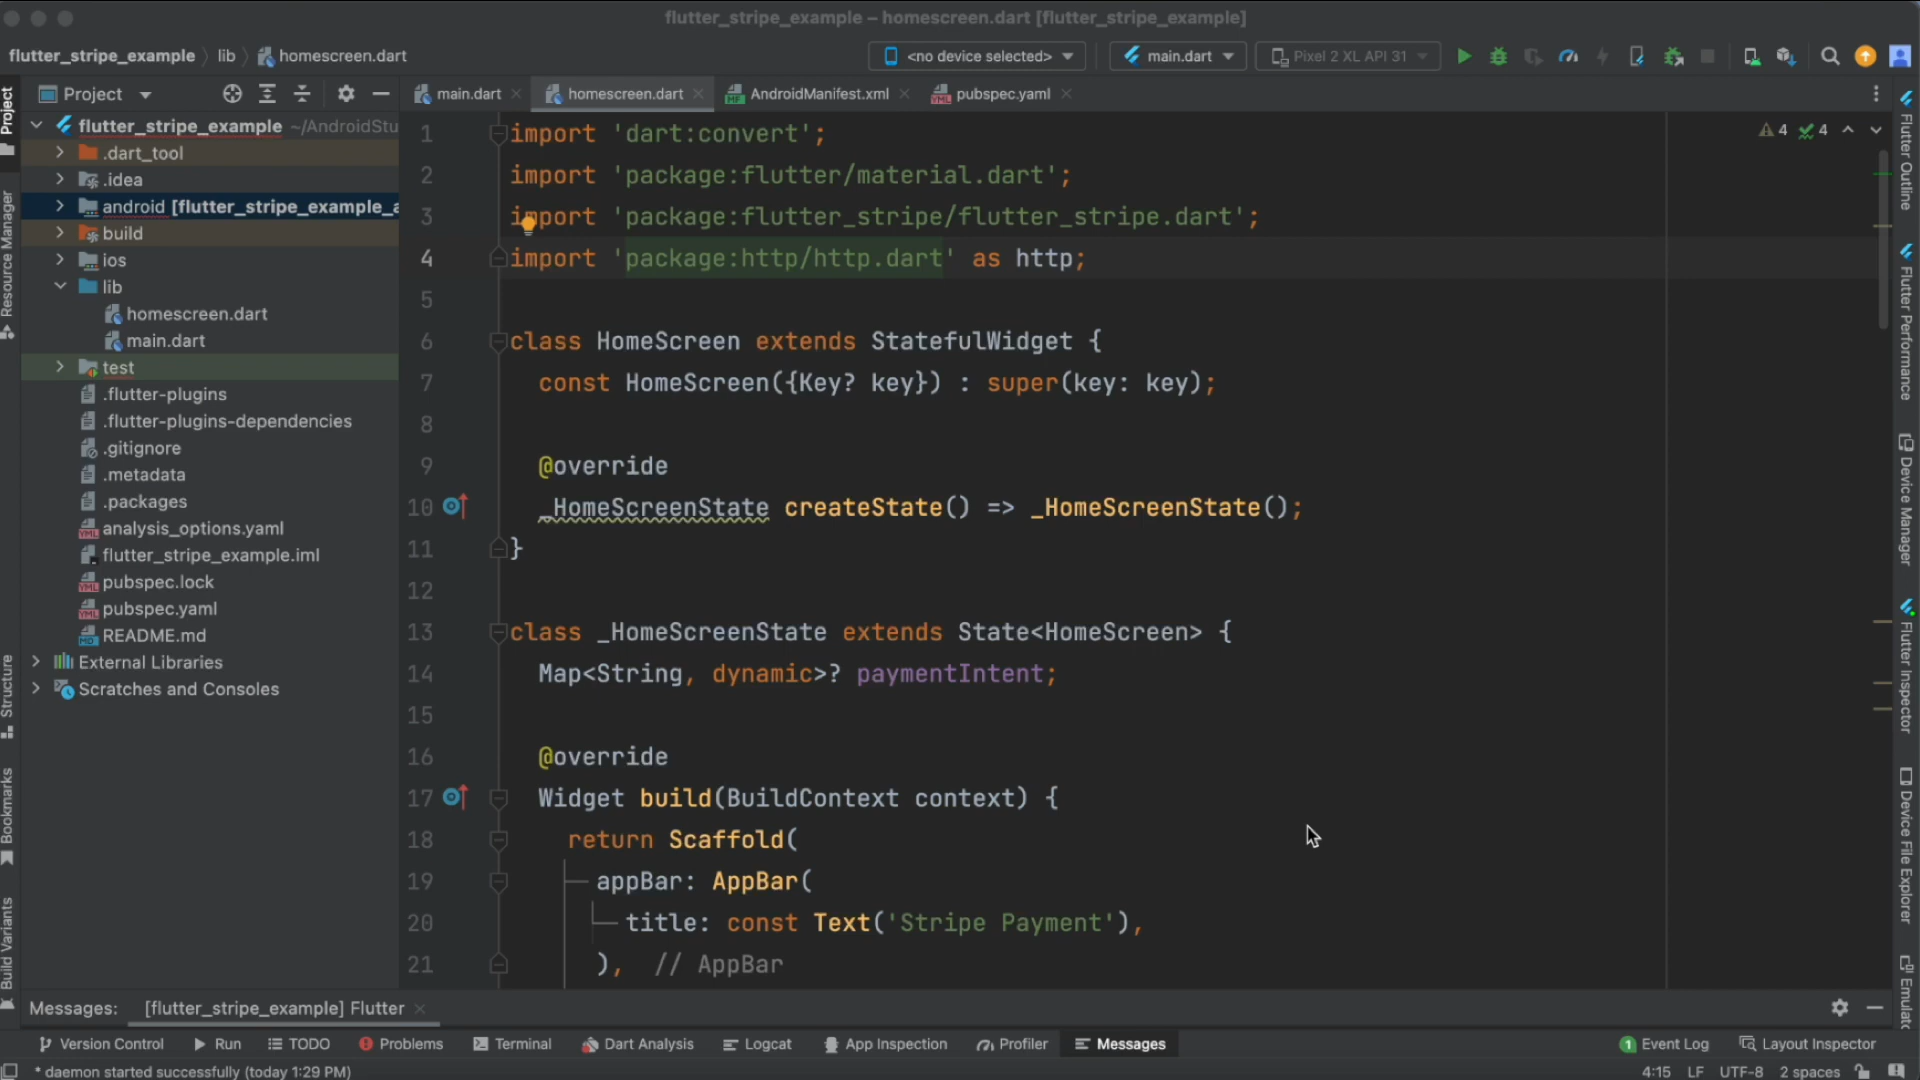 flutter_stripe_example – homescreen.dart [flutter_stripe_example]
flutter_stripe_example lib homescreen.dart
<no device selected> main.dart Pixel 2 XL API 31
Project
main.dart homescreen.dart AndroidManifest.xml pubspec.yaml
flutter_stripe_example ~/AndroidStu
.dart_tool
.idea
android [flutter_stripe_example_a
build
ios
lib
homescreen.dart
main.dart
test
.flutter-plugins
.flutter-plugins-dependencies
.gitignore
.metadata
.packages
analysis_options.yaml
flutter_stripe_example.iml
pubspec.lock
pubspec.yaml
README.md
External Libraries
Scratches and Consoles
4 4
1 import 'dart:convert';
2 import 'package:flutter/material.dart';
3 import 'package:flutter_stripe/flutter_stripe.dart';
4 import 'package:http/http.dart' as http;
5
6 class HomeScreen extends StatefulWidget {
7 const HomeScreen({Key? key}) : super(key: key);
8
9 @override
10 _HomeScreenState createState() => _HomeScreenState();
11 }
12
13 class _HomeScreenState extends State<HomeScreen> {
14 Map<String, dynamic>? paymentIntent;
15
16 @override
17 Widget build(BuildContext context) {
18 return Scaffold(
19 appBar: AppBar(
20 title: const Text('Stripe Payment'),
21 ), // AppBar
Project
Resource Manager
Structure
Bookmarks
Build Variants
Flutter Outline
Flutter Performance
Device Manager
Flutter Inspector
Device File Explorer
Messages: [flutter_stripe_example] Flutter
Version Control Run TODO Problems Terminal Dart Analysis Logcat App Inspection Profiler Messages 1 Event Log Layout Inspector
* daemon started successfully (today 1:29 PM) 4:15 LF UTF-8 2 spaces